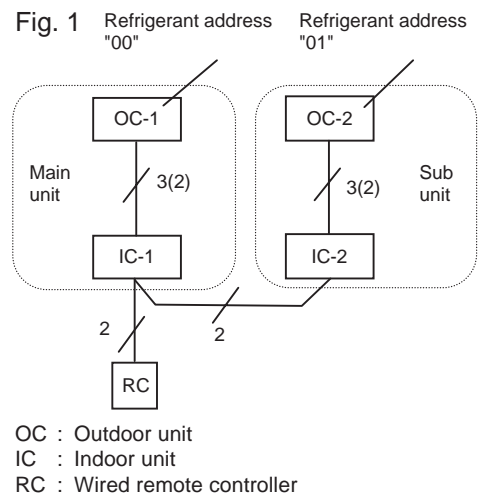 Fig. 1
Refrigerant address
"00"
Refrigerant address
"01"
OC-1
OC-2
Main
unit
3(2)
3(2)
Sub
unit
IC-1
IC-2
2
2
RC
OC : Outdoor unit
IC : Indoor unit
RC : Wired remote controller